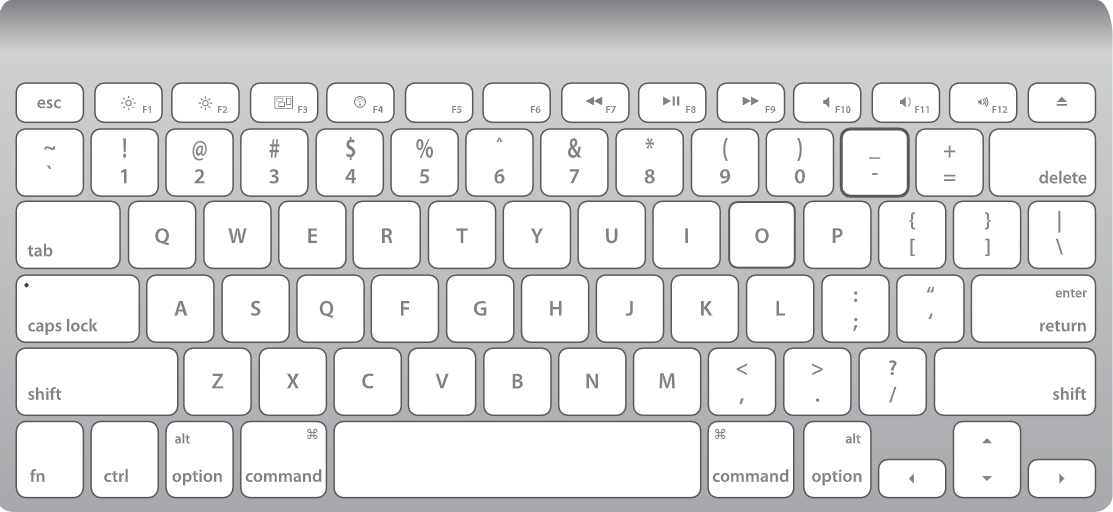 esc F1 F2 F3 F4 F5 F6 F7 F8 F9 F10 F11 F12
~ ! @ # $ % ˆ & * ( ) _ +
` 1 2 3 4 5 6 7 8 9 0 - = delete
tab Q W E R T Y U I O P { [ } ] | \
caps lock A S Q F G H J K L : ; “ ‘ enter return
shift Z X C V B N M < , > . ? / shift
fn ctrl alt option ⌘ command ⌘ command alt option